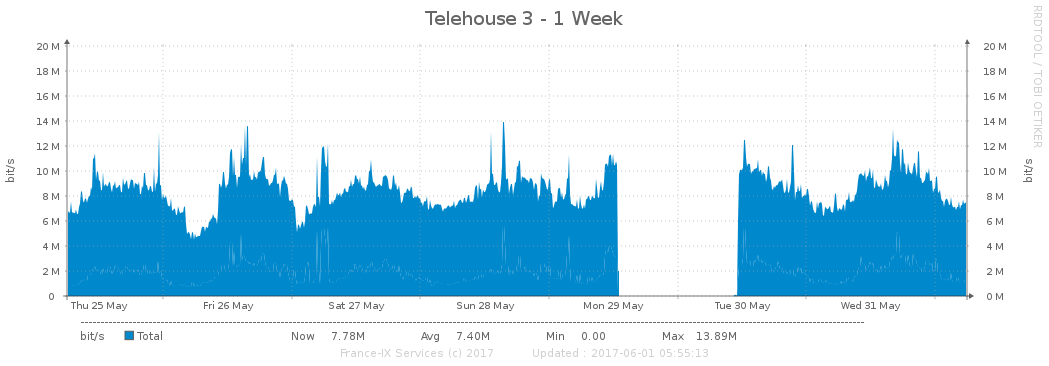 Telehouse 3 - 1 Week
RRDTOOL / TOBI OETIKER
bit/s
20 M 20 M
18 M 18 M
16 M 16 M
14 M 14 M
12 M 12 M
10 M 10 M
8 M 8 M
6 M 6 M
4 M 4 M
2 M 2 M
0 0 M
bit/s
Thu 25 May Fri 26 May Sat 27 May Sun 28 May Mon 29 May Tue 30 May Wed 31 May
bit/s Total Now 7.78M Avg 7.40M Min 0.00 Max 13.89M
France-IX Services (c) 2017 Updated : 2017-06-01 05:55:13